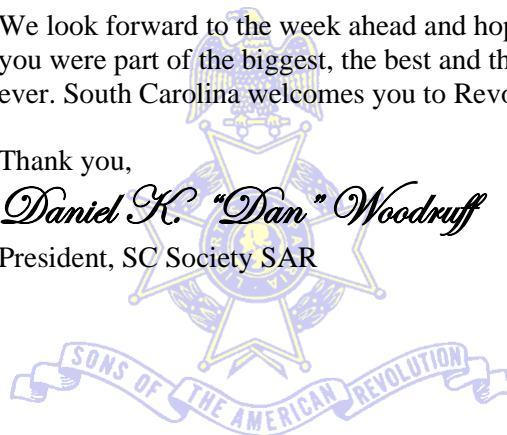 We look forward to the week ahead and hop
you were part of the biggest, the best and th
ever. South Carolina welcomes you to Revo
Thank you,
Daniel K. "Dan" Woodruff
President, SC Society SAR
SONS OF THE AMERICAN REVOLUTION